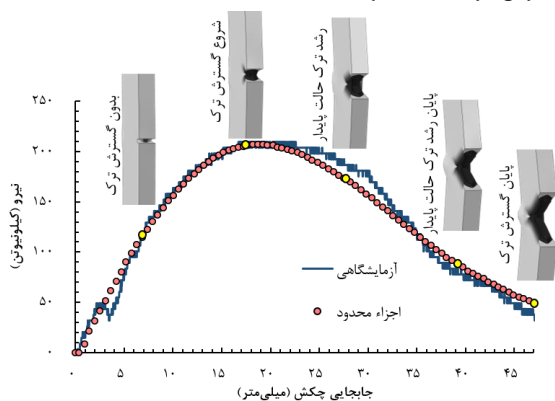 بدون گسترش ترک
شروع گسترش ترک
رشد ترک حالت پایدار
پایان رشد ترک حالت پایدار
پایان گسترش ترک
نیرو (کیلونیوتن)
۲۵۰
۲۰۰
۱۵۰
۱۰۰
۵۰
۰
آزمایشگاهی
اجزاء محدود
۰ ۵ ۱۰ ۱۵ ۲۰ ۲۵ ۳۰ ۳۵ ۴۰ ۴۵
جابجایی چکش (میلی‌متر)